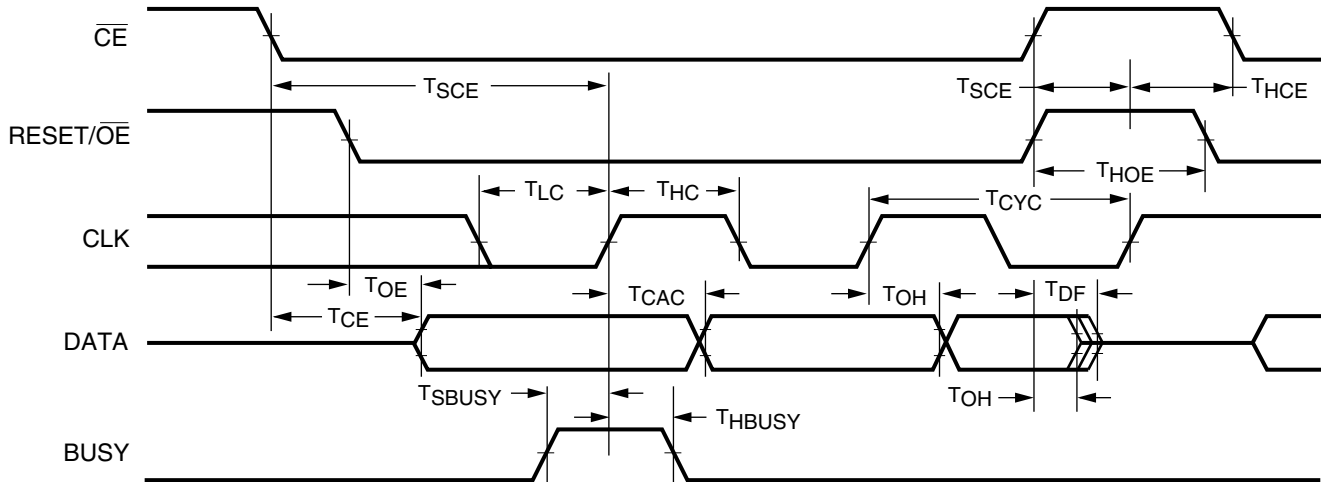 CE
TSCE
TSCE
THCE
RESET/OE
TLC
THC
TCYC
THOE
CLK
TOE
TCAC
TOH
TDF
TCE
DATA
TSBUSY
THBUSY
TOH
BUSY